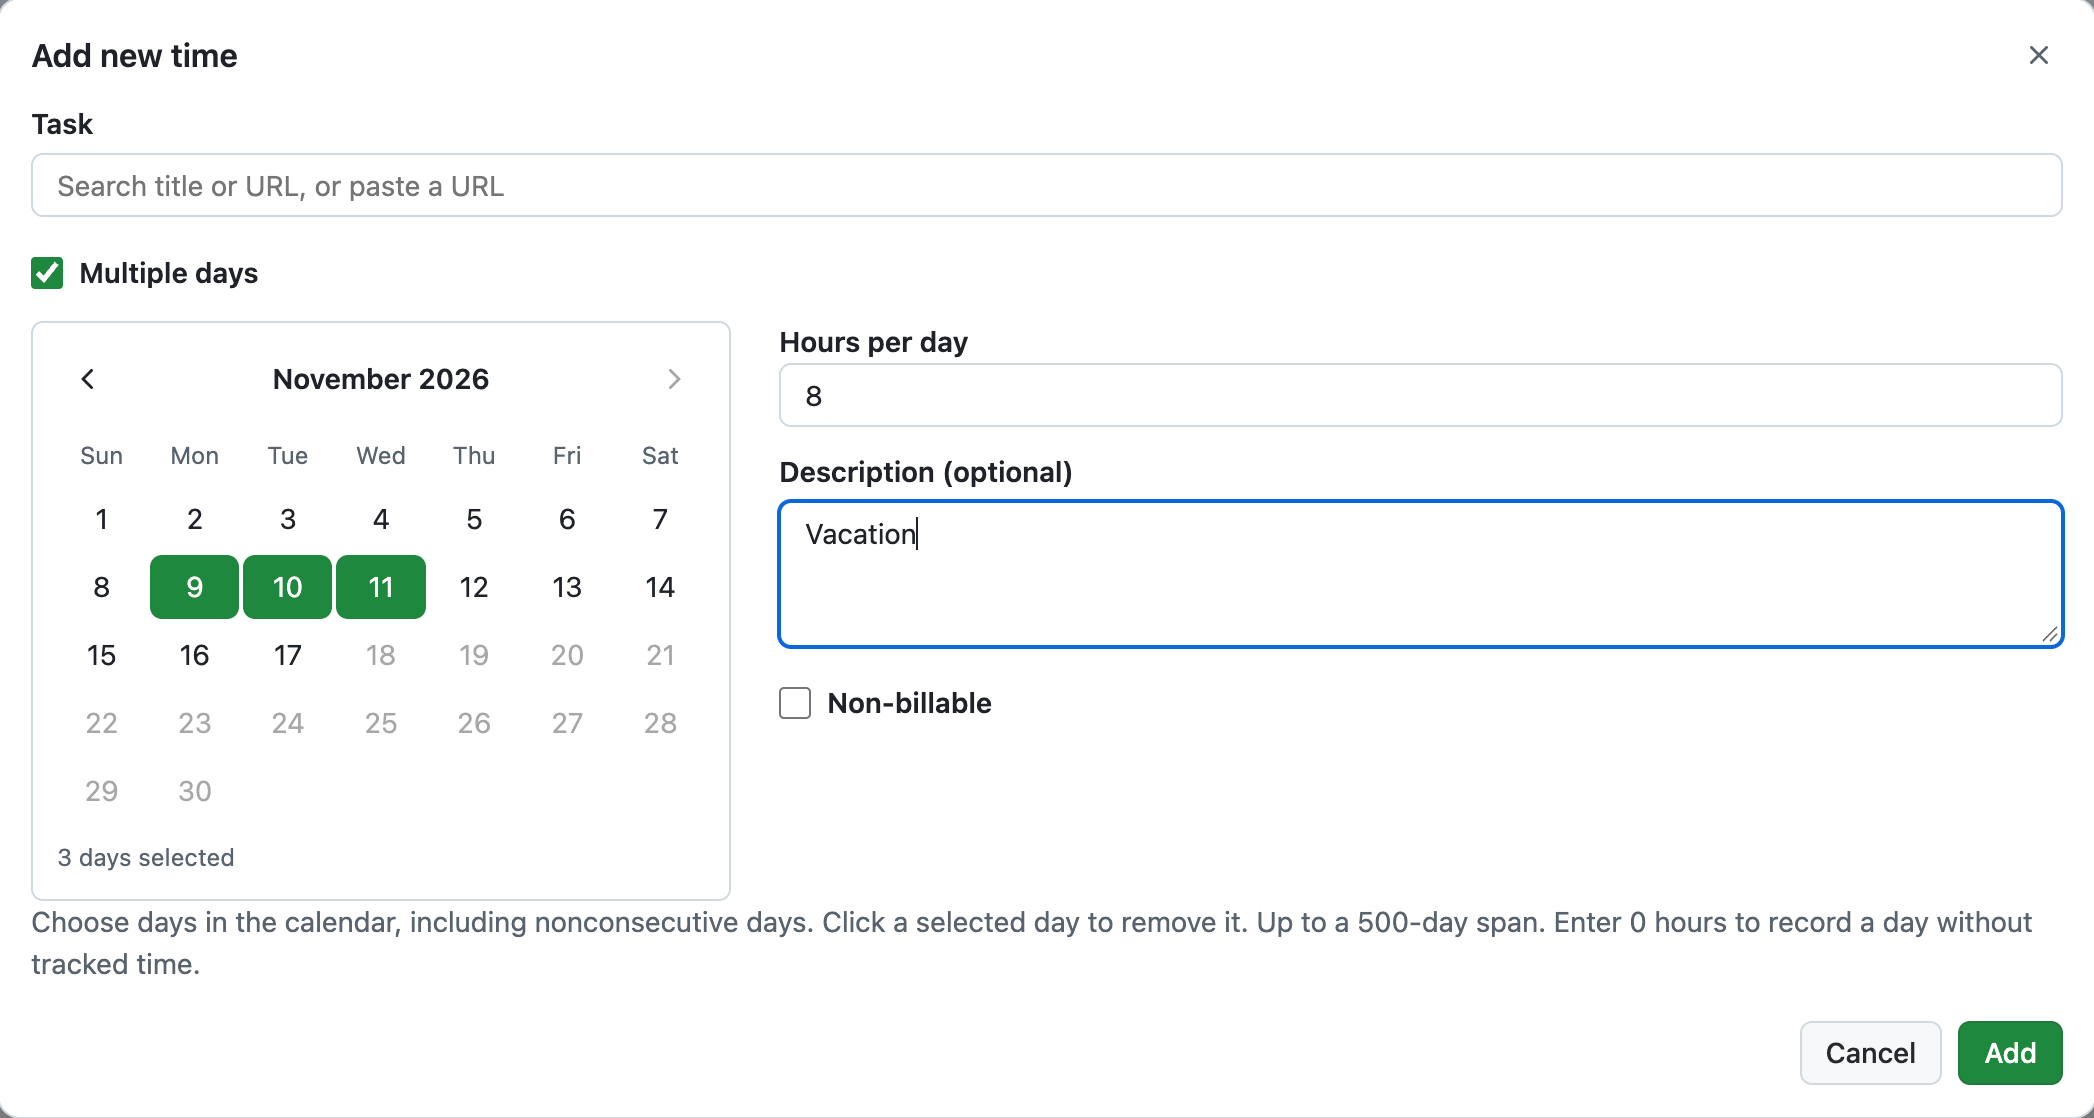 Add new time
Task
Search title or URL, or paste a URL
Multiple days
November 2026
Sun Mon Tue Wed Thu Fri Sat
1 2 3 4 5 6 7
8 9 10 11 12 13 14
15 16 17 18 19 20 21
22 23 24 25 26 27 28
29 30
3 days selected
Hours per day
8
Description (optional)
Vacation
Non-billable
Choose days in the calendar, including nonconsecutive days. Click a selected day to remove it. Up to a 500-day span. Enter 0 hours to record a day without
tracked time.
Cancel Add